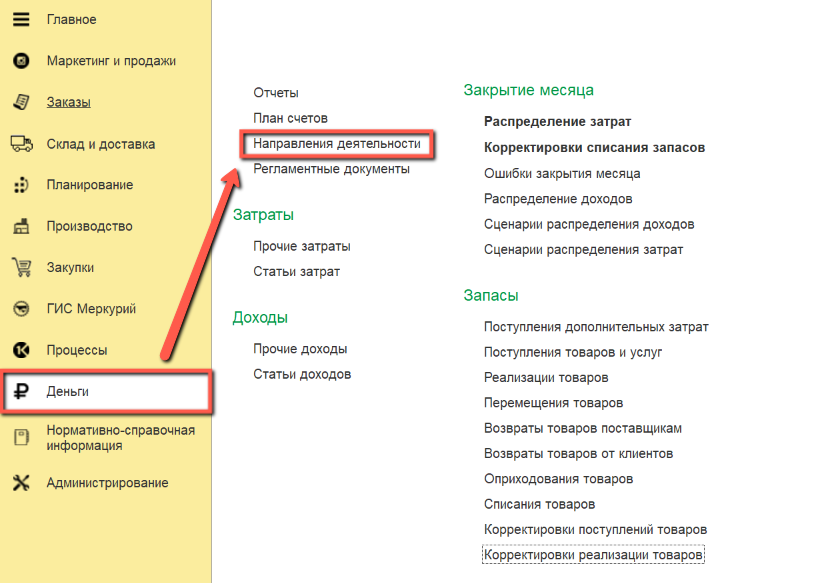 Главное
Маркетинг и продажи
Заказы
Склад и доставка
Планирование
Производство
Закупки
ГИС Меркурий
Процессы
Деньги
Нормативно-справочная
информация
Администрирование
Отчеты
План счетов
Направления деятельности
Регламентные документы
Затраты
Прочие затраты
Статьи затрат
Доходы
Прочие доходы
Статьи доходов
Закрытие месяца
Распределение затрат
Корректировки списания запасов
Ошибки закрытия месяца
Распределение доходов
Сценарии распределения доходов
Сценарии распределения затрат
Запасы
Поступления дополнительных затрат
Поступления товаров и услуг
Реализации товаров
Перемещения товаров
Возвраты товаров поставщикам
Возвраты товаров от клиентов
Оприходования товаров
Списания товаров
Корректировки поступлений товаров
Корректировки реализации товаров